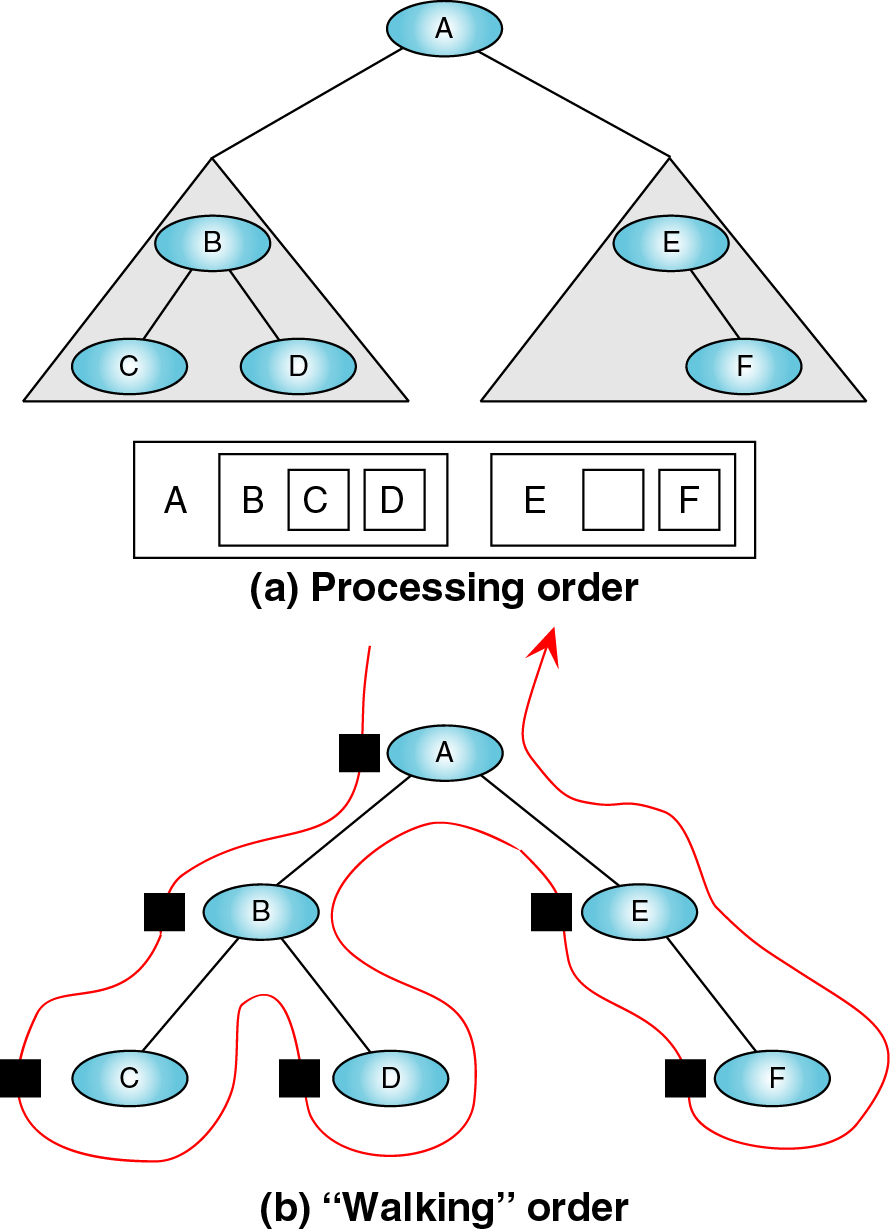 A
B
E
C
D
F
A B C D E F
(a) Processing order
A
B
E
C
D
F
(b) “Walking” order